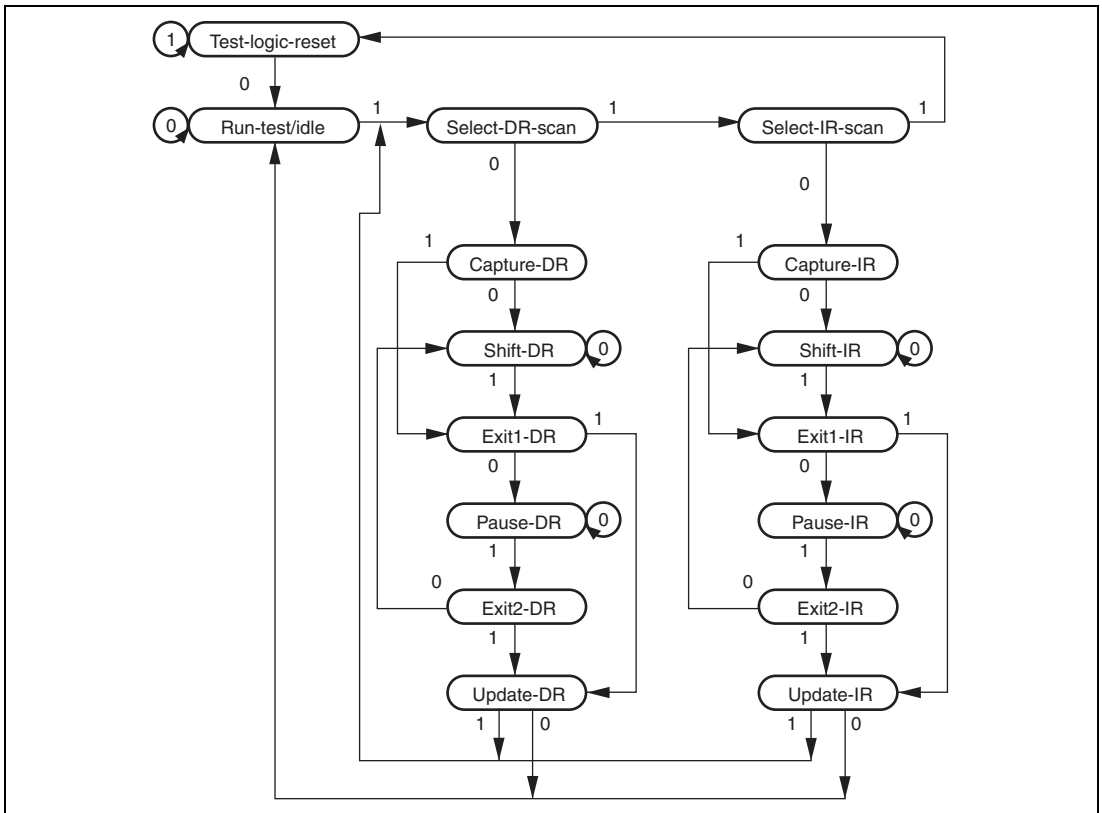 1 Test-logic-reset
0
0 Run-test/idle 1 Select-DR-scan 1 Select-IR-scan 1
0 0
1 1
Capture-DR Capture-IR
0 0
Shift-DR 0 Shift-IR 0
1 1
Exit1-DR 1 Exit1-IR 1
0 0
Pause-DR 0 Pause-IR 0
1 1
0 0
Exit2-DR Exit2-IR
1 1
Update-DR Update-IR
1 0 1 0